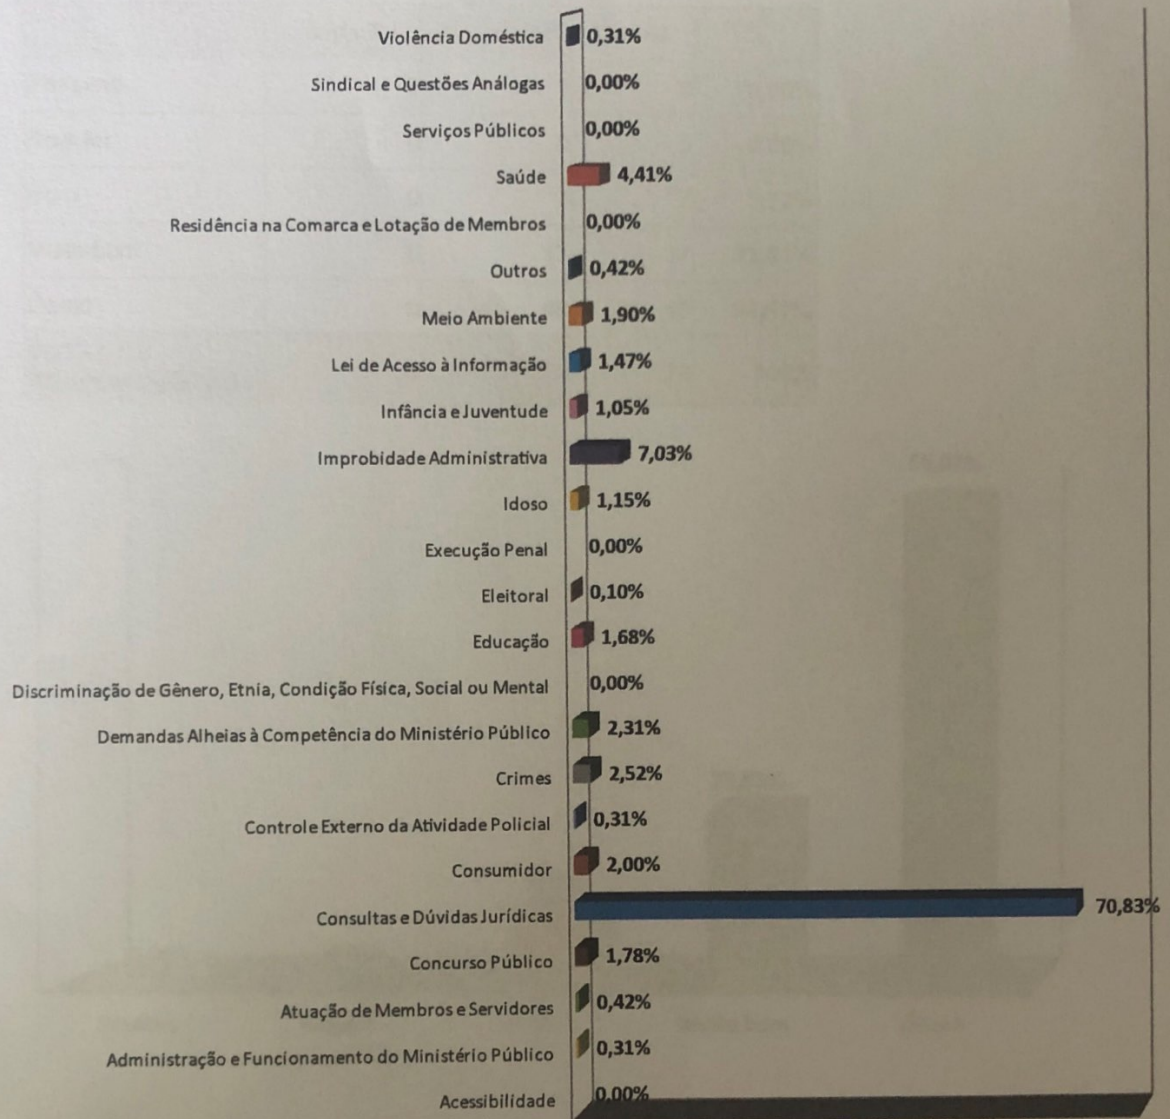 Violência Doméstica 0,31%
Sindical e Questões Análogas 0,00%
Serviços Públicos 0,00%
Saúde 4,41%
Residência na Comarca e Lotação de Membros 0,00%
Outros 0,42%
Meio Ambiente 1,90%
Lei de Acesso à Informação 1,47%
Infância e Juventude 1,05%
Improbidade Administrativa 7,03%
Idoso 1,15%
Execução Penal 0,00%
Eleitoral 0,10%
Educação 1,68%
Discriminação de Gênero, Etnia, Condição Física, Social ou Mental 0,00%
Demandas Alheias à Competência do Ministério Público 2,31%
Crimes 2,52%
Controle Externo da Atividade Policial 0,31%
Consumidor 2,00%
Consultas e Dúvidas Jurídicas 70,83%
Concurso Público 1,78%
Atuação de Membros e Servidores 0,42%
Administração e Funcionamento do Ministério Público 0,31%
Acessibilidade 0,00%